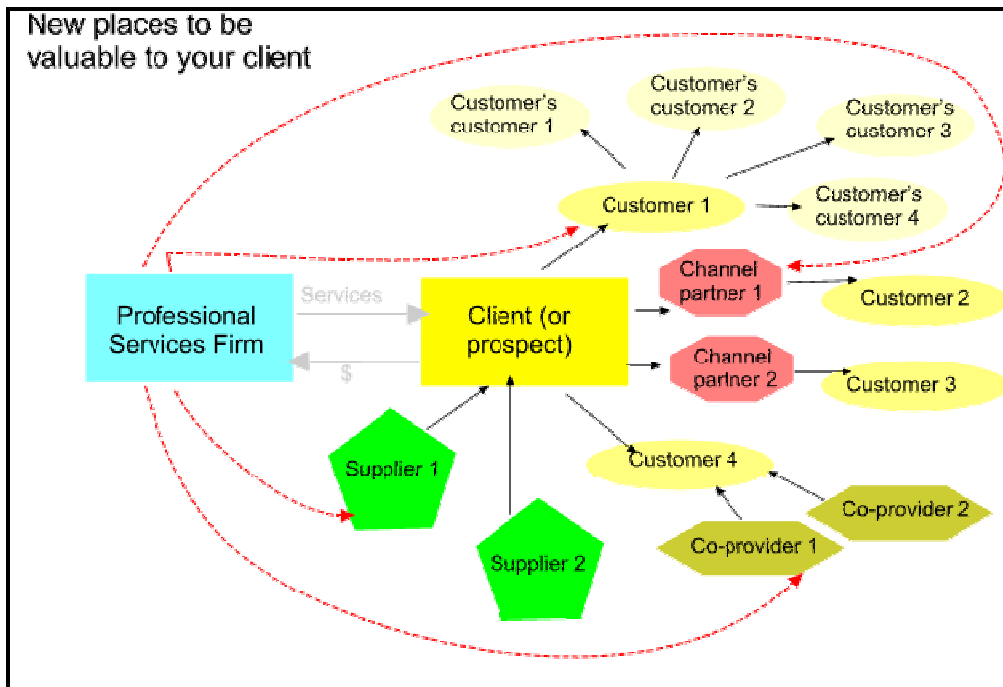 New places to be
valuable to your client
Customer's
customer 1
Customer's
customer 2
Customer's
customer 3
Customer 1
Customer's
customer 4
Channel
partner 1
Customer 2
Services
Professional
Services Firm
Client (or
prospect)
$
Channel
partner 2
Customer 3
Supplier 1
Customer 4
Co-provider 2
Co-provider 1
Supplier 2